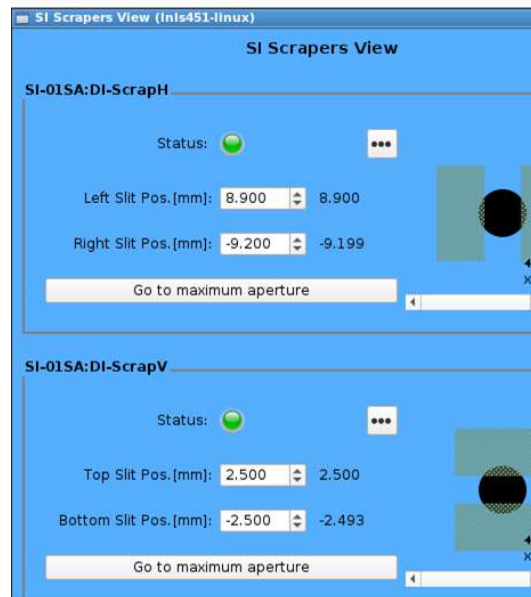 SI Scrapers View (lnls451-linux)
SI Scrapers View
SI-01SA:DI-ScrapH
Status:
Left Slit Pos.[mm]: 8.900 8.900
Right Slit Pos.[mm]: -9.200 -9.199
Go to maximum aperture
x
SI-01SA:DI-ScrapV
Status:
Top Slit Pos.[mm]: 2.500 2.500
Bottom Slit Pos.[mm]: -2.500 -2.493
Go to maximum aperture
x